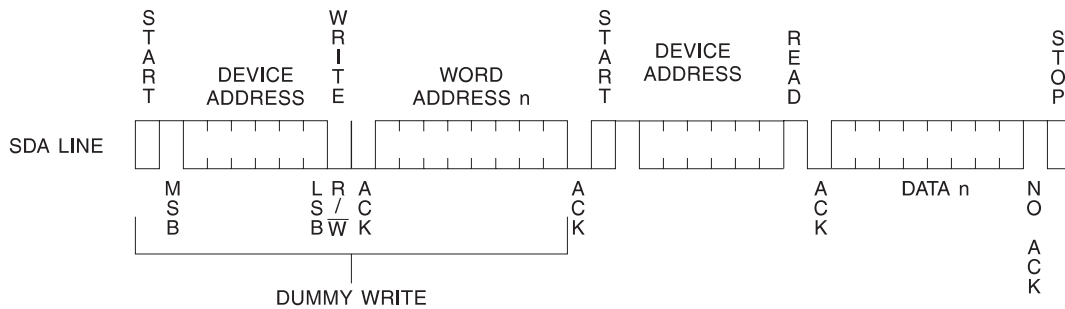 START
WRITE
START
READ
STOP
DEVICE
ADDRESS
WORD
ADDRESS n
DEVICE
ADDRESS
SDA LINE
MSB
LSB
R/W̅
ACK
ACK
ACK
DATA n
NO ACK
DUMMY WRITE